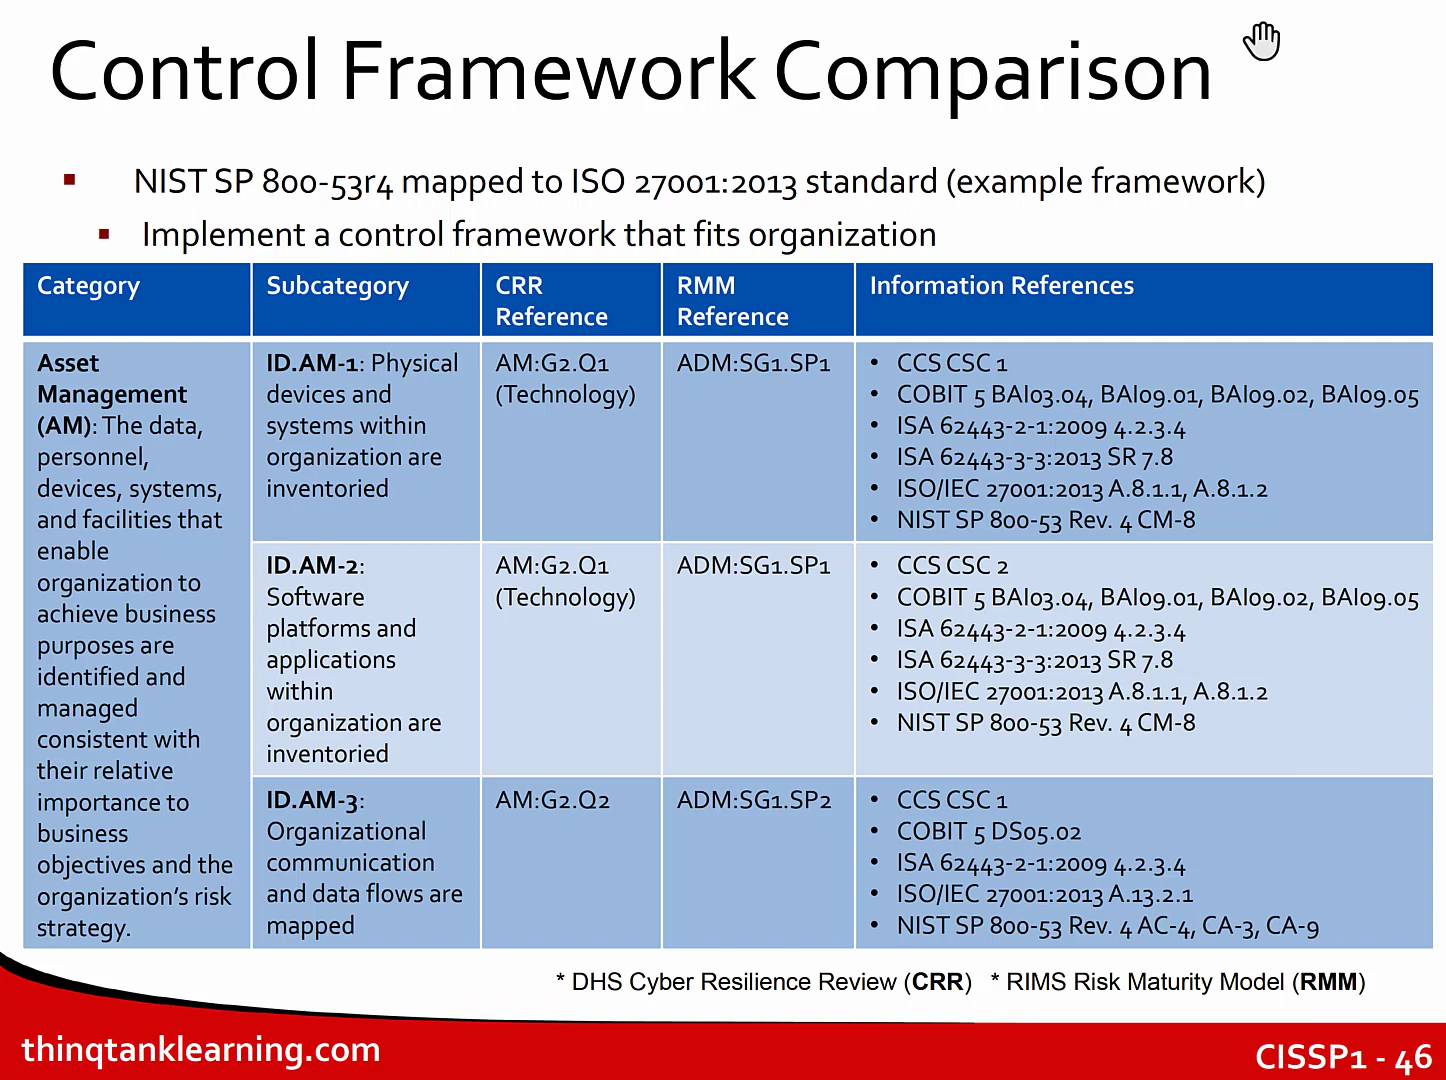 Control Framework Comparison
NIST SP 800-53r4 mapped to ISO 27001:2013 standard (example framework)
Implement a control framework that fits organization
Category
Subcategory
CRR
Reference
RMM
Reference
Information References
Asset
Management
(AM): The data,
personnel,
devices, systems,
and facilities that
enable
organization to
achieve business
purposes are
identified and
managed
consistent with
their relative
importance to
business
objectives and the
organization's risk
strategy.
ID.AM-1: Physical
devices and
systems within
organization are
inventoried
AM:G2.Q1
(Technology)
ADM:SG1.SP1
• CCS CSC 1
• COBIT 5 BAI03.04, BAI09.01, BAI09.02, BAI09.05
• ISA 62443-2-1:2009 4.2.3.4
• ISA 62443-3-3:2013 SR 7.8
• ISO/IEC 27001:2013 A.8.1.1, A.8.1.2
• NIST SP 800-53 Rev. 4 CM-8
ID.AM-2:
Software
platforms and
applications
within
organization are
inventoried
AM:G2.Q1
(Technology)
ADM:SG1.SP1
• CCS CSC 2
• COBIT 5 BAI03.04, BAI09.01, BAI09.02, BAI09.05
• ISA 62443-2-1:2009 4.2.3.4
• ISA 62443-3-3:2013 SR 7.8
• ISO/IEC 27001:2013 A.8.1.1, A.8.1.2
• NIST SP 800-53 Rev. 4 CM-8
ID.AM-3:
Organizational
communication
and data flows are
mapped
AM:G2.Q2
ADM:SG1.SP2
• CCS CSC 1
• COBIT 5 DS05.02
• ISA 62443-2-1:2009 4.2.3.4
• ISO/IEC 27001:2013 A.13.2.1
• NIST SP 800-53 Rev. 4 AC-4, CA-3, CA-9
* DHS Cyber Resilience Review (CRR) * RIMS Risk Maturity Model (RMM)
thinqtanklearning.com
CISSP1 - 46